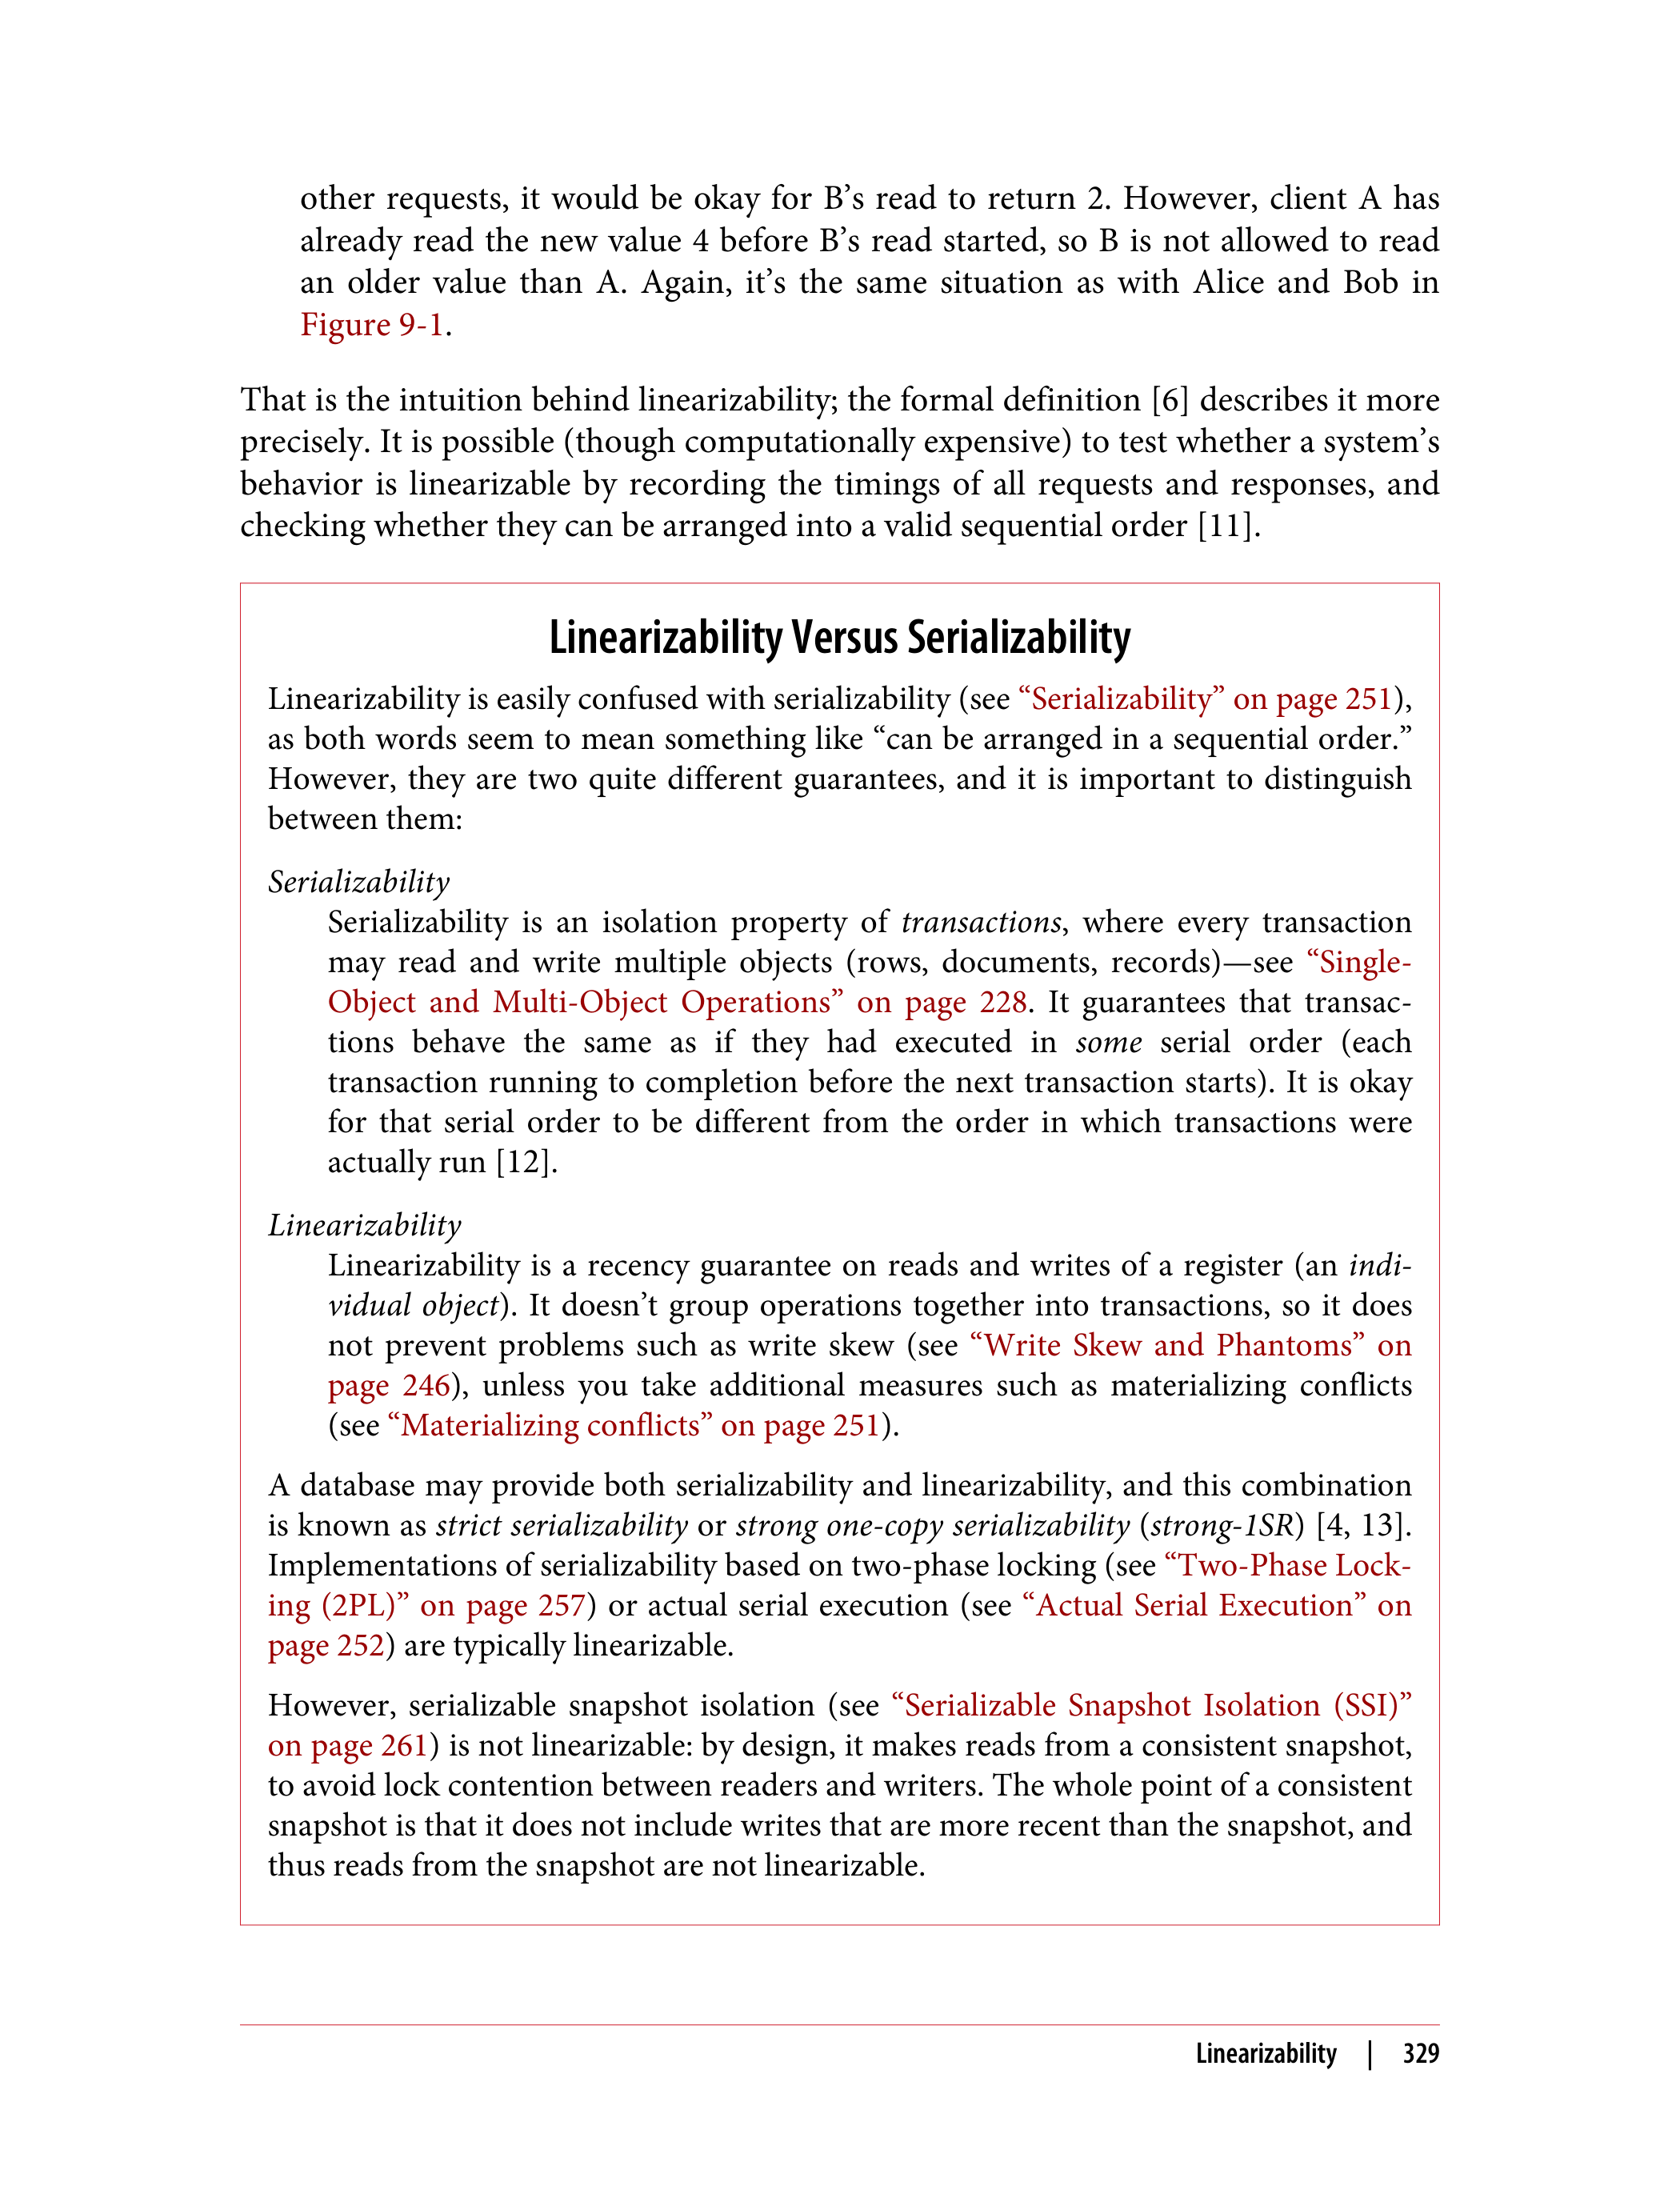 other requests, it would be okay for B’s read to return 2. However, client A has
already read the new value 4 before B’s read started, so B is not allowed to read
an older value than A. Again, it’s the same situation as with Alice and Bob in
Figure 9-1.
That is the intuition behind linearizability; the formal definition [6] describes it more
precisely. It is possible (though computationally expensive) to test whether a system’s
behavior is linearizable by recording the timings of all requests and responses, and
checking whether they can be arranged into a valid sequential order [11].
Linearizability Versus Serializability
Linearizability is easily confused with serializability (see “Serializability” on page 251),
as both words seem to mean something like “can be arranged in a sequential order.”
However, they are two quite different guarantees, and it is important to distinguish
between them:
Serializability
Serializability is an isolation property of transactions, where every transaction
may read and write multiple objects (rows, documents, records)—see “Single-
Object and Multi-Object Operations” on page 228. It guarantees that transac-
tions behave the same as if they had executed in some serial order (each
transaction running to completion before the next transaction starts). It is okay
for that serial order to be different from the order in which transactions were
actually run [12].
Linearizability
Linearizability is a recency guarantee on reads and writes of a register (an indi-
vidual object). It doesn’t group operations together into transactions, so it does
not prevent problems such as write skew (see “Write Skew and Phantoms” on
page 246), unless you take additional measures such as materializing conflicts
(see “Materializing conflicts” on page 251).
A database may provide both serializability and linearizability, and this combination
is known as strict serializability or strong one-copy serializability (strong-1SR) [4, 13].
Implementations of serializability based on two-phase locking (see “Two-Phase Lock-
ing (2PL)” on page 257) or actual serial execution (see “Actual Serial Execution” on
page 252) are typically linearizable.
However, serializable snapshot isolation (see “Serializable Snapshot Isolation (SSI)”
on page 261) is not linearizable: by design, it makes reads from a consistent snapshot,
to avoid lock contention between readers and writers. The whole point of a consistent
snapshot is that it does not include writes that are more recent than the snapshot, and
thus reads from the snapshot are not linearizable.
Linearizability | 329